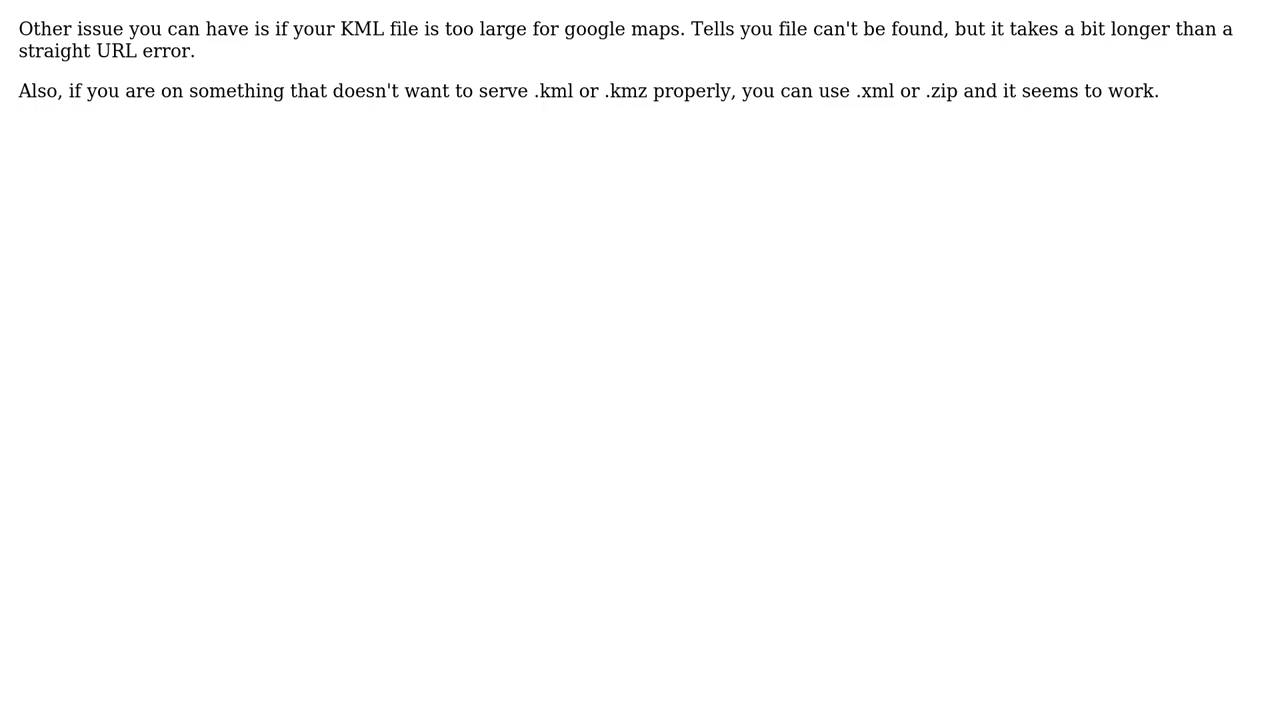 Other issue you can have is if your KML file is too large for google maps. Tells you file can't be found, but it takes a bit longer than a
straight URL error.
Also, if you are on something that doesn't want to serve .kml or .kmz properly, you can use .xml or .zip and it seems to work.